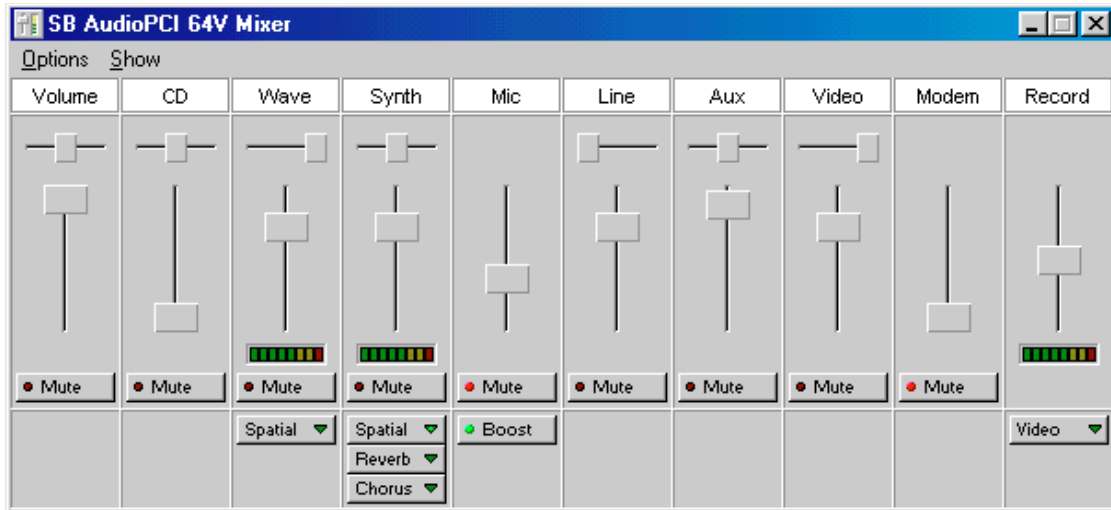 SB AudioPCI 64V Mixer
Options Show
Volume CD Wave Synth Mic Line Aux Video Modem Record
Mute Mute Mute Mute Mute Mute Mute Mute Mute
Spatial Spatial Boost Video
Reverb
Chorus